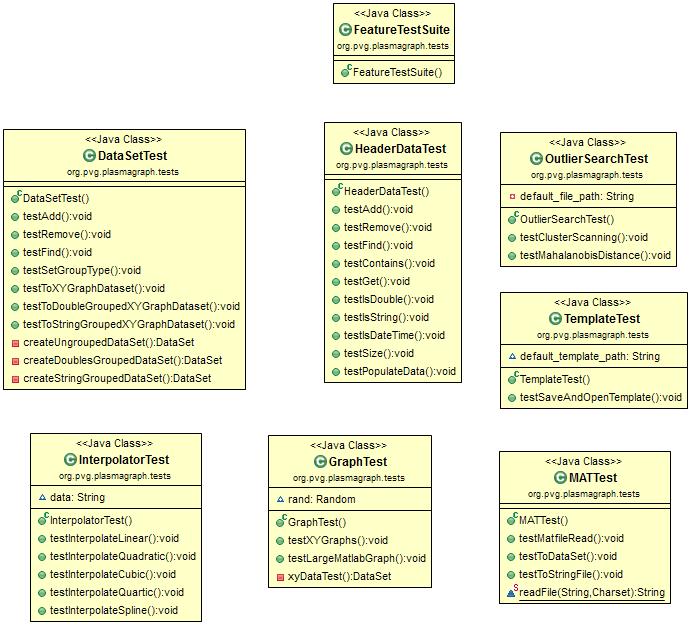 <<Java Class>>
FeatureTestSuite
org.pvg.plasmagraph.tests
FeatureTestSuite()
<<Java Class>>
DataSetTest
org.pvg.plasmagraph.tests
DataSetTest()
testAdd():void
testRemove():void
testFind():void
testSetGroupType():void
testToXYGraphDataset():void
testToDoubleGroupedXYGraphDataset():void
testToStringGroupedXYGraphDataset():void
createUngroupedDataSet():DataSet
createDoublesGroupedDataSet():DataSet
createStringGroupedDataSet():DataSet
<<Java Class>>
HeaderDataTest
org.pvg.plasmagraph.tests
HeaderDataTest()
testAdd():void
testRemove():void
testFind():void
testContains():void
testGet():void
testIsDouble():void
testIsString():void
testIsDateTime():void
testSize():void
testPopulateData():void
<<Java Class>>
OutlierSearchTest
org.pvg.plasmagraph.tests
default_file_path: String
OutlierSearchTest()
testClusterScanning():void
testMahalanobisDistance():void
<<Java Class>>
TemplateTest
org.pvg.plasmagraph.tests
default_template_path: String
TemplateTest()
testSaveAndOpenTemplate():void
<<Java Class>>
InterpolatorTest
org.pvg.plasmagraph.tests
data: String
InterpolatorTest()
testInterpolateLinear():void
testInterpolateQuadratic():void
testInterpolateCubic():void
testInterpolateQuartic():void
testInterpolateSpline():void
<<Java Class>>
GraphTest
org.pvg.plasmagraph.tests
rand: Random
GraphTest()
testXYGraphs():void
testLargeMatlabGraph():void
xyDataTest():DataSet
<<Java Class>>
MATTest
org.pvg.plasmagraph.tests
MATTest()
testMatfileRead():void
testToDataSet():void
testToStringFile():void
readFile(String,Charset):String